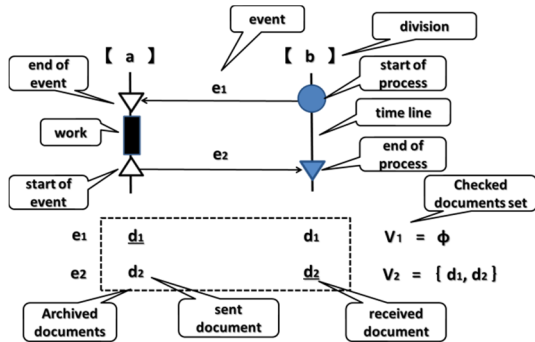 event
division
【 a 】
【 b 】
end of
event
start of
process
e1
work
time line
e2
end of
process
start of
event
Checked
documents set
e1 d1 d1 V1 = ϕ
e2 d2 d2 V2 = { d1, d2 }
Archived
documents
sent
document
received
document